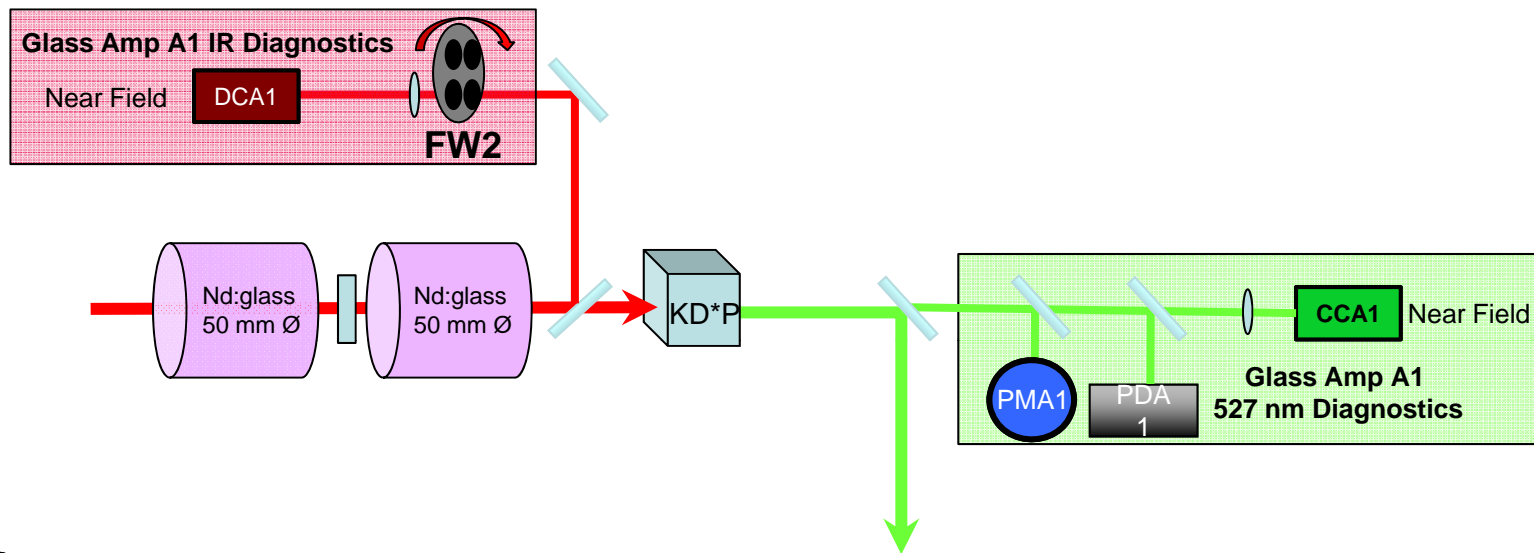 Glass Amp A1 IR Diagnostics
Near Field
DCA1
FW2
Nd:glass
50 mm Ø
Nd:glass
50 mm Ø
KD*P
CCA1
Near Field
PMA1
PDA
1
Glass Amp A1
527 nm Diagnostics